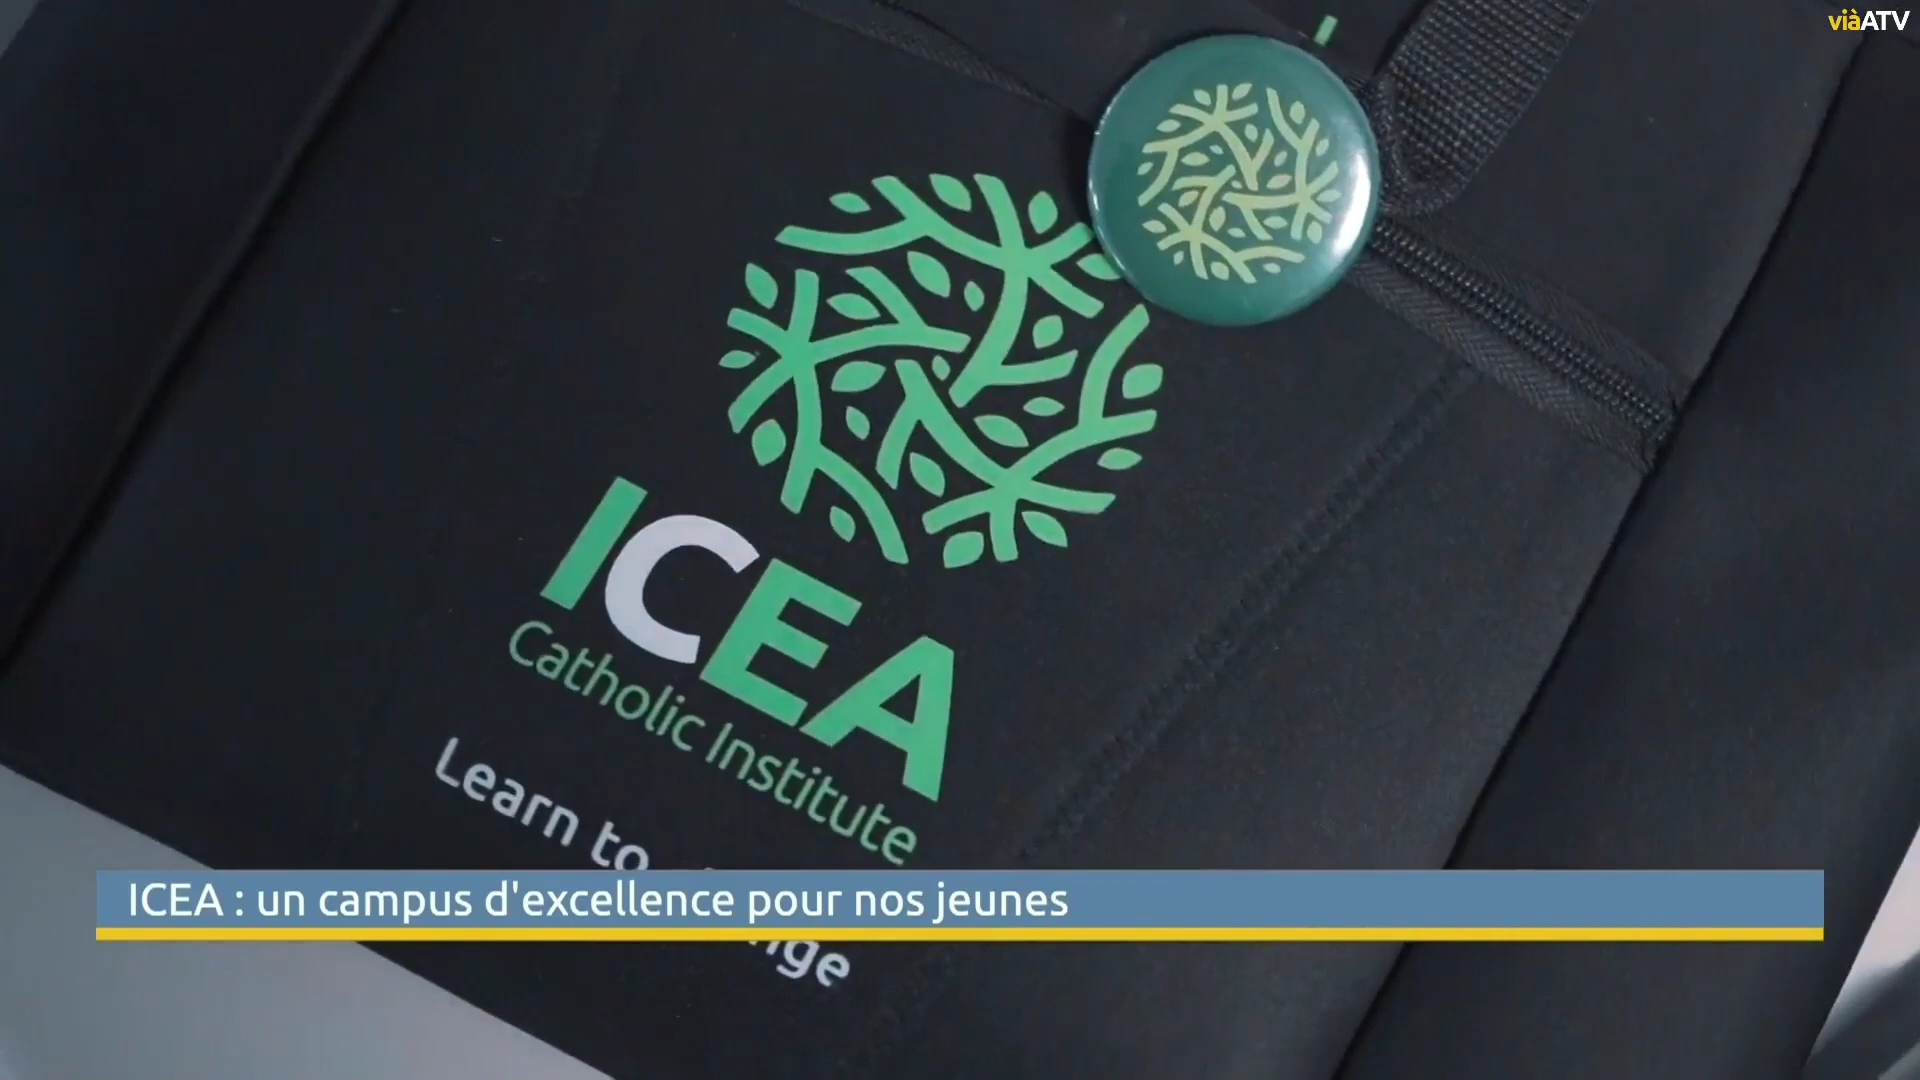 viàATV
ICEA
Catholic Institute
Learn to
ICEA : un campus d'excellence pour nos jeunes